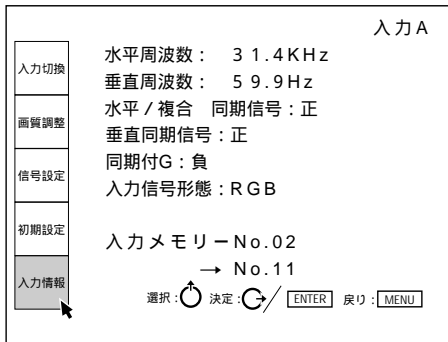 入力A
入力切換
画質調整
信号設定
初期設定
入力情報
水平周波数： 31.4KHz
垂直周波数： 59.9Hz
水平/複合 同期信号：正
垂直同期信号：正
同期付G：負
入力信号形態：RGB
入力メモリーNo.02
→ No.11
選択： 決定： / ENTER 戻り：MENU